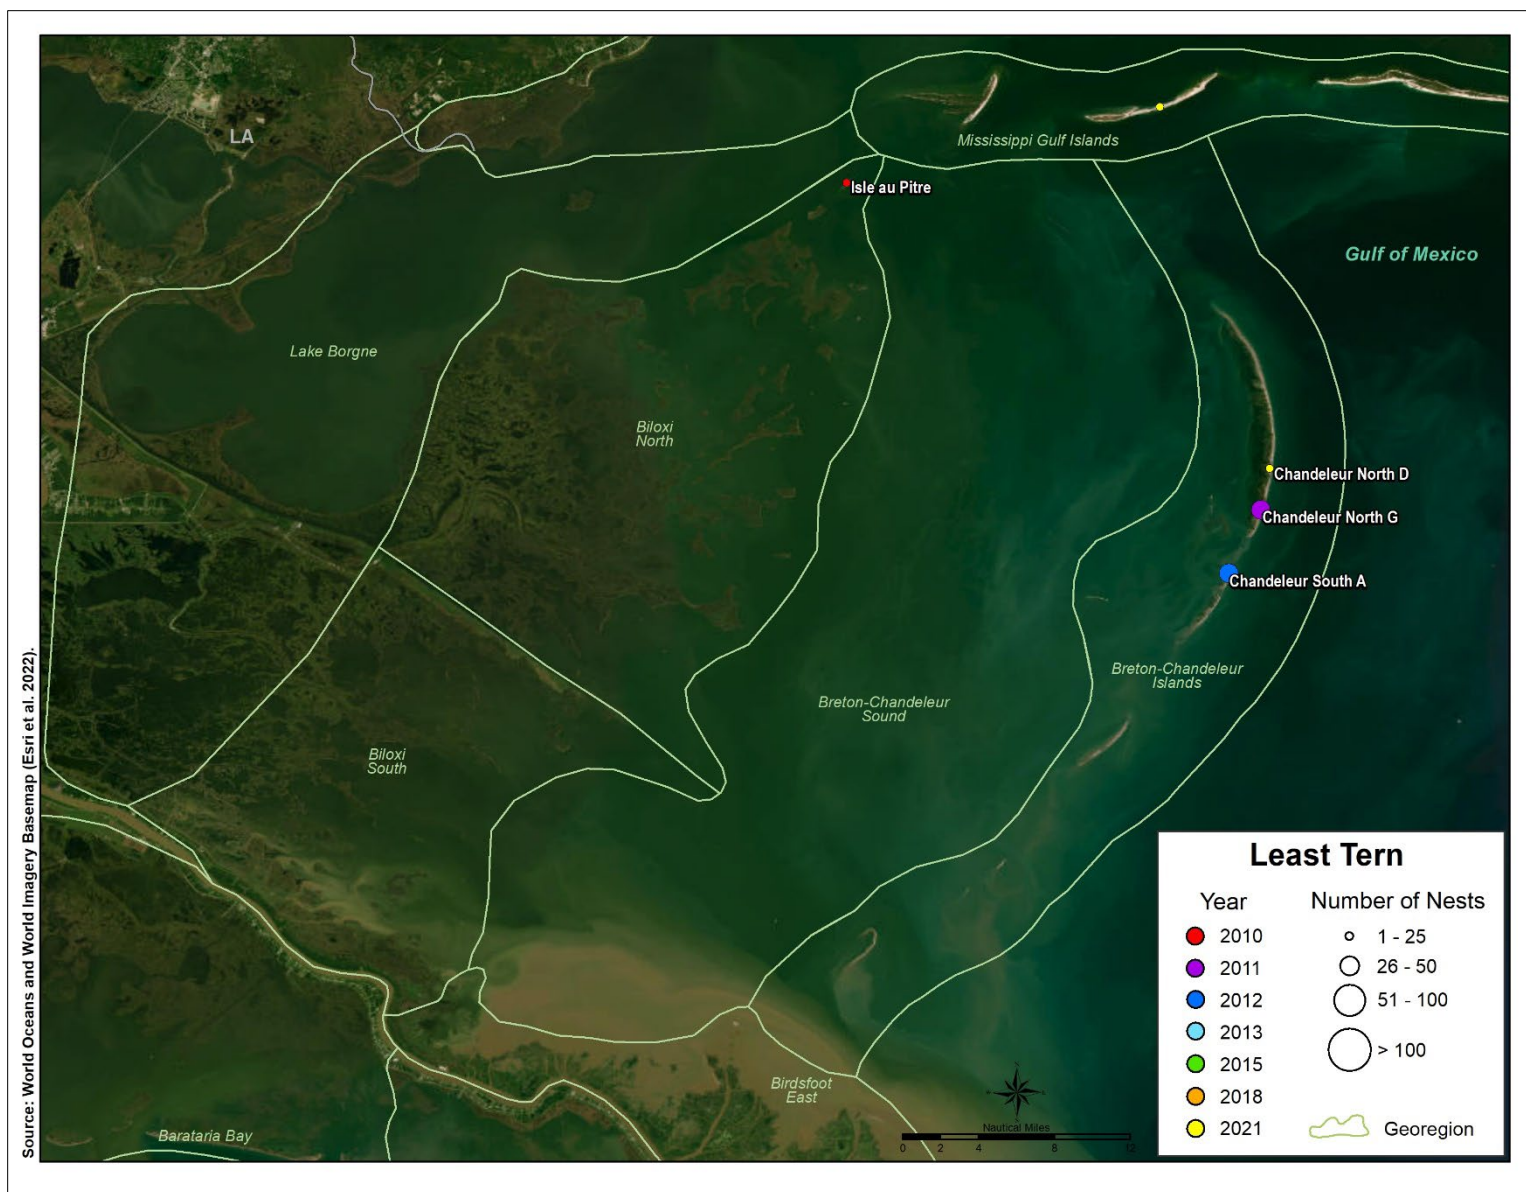 LA
Mississippi Gulf Islands
Isle au Pitre
Gulf of Mexico
Lake Borgne
Biloxi
North
Chandeleur North D
Chandeleur North G
Chandeleur South A
Breton-Chandeleur
Islands
Breton-Chandeleur
Sound
Biloxi
South
Birdsfoot
East
Barataria Bay
Nautical Miles
0 2 4 8 12
Source: World Oceans and World Imagery Basemap (Esri et al. 2022).
Least Tern
Year
2010
2011
2012
2013
2015
2018
2021
Number of Nests
1 - 25
26 - 50
51 - 100
> 100
Georegion